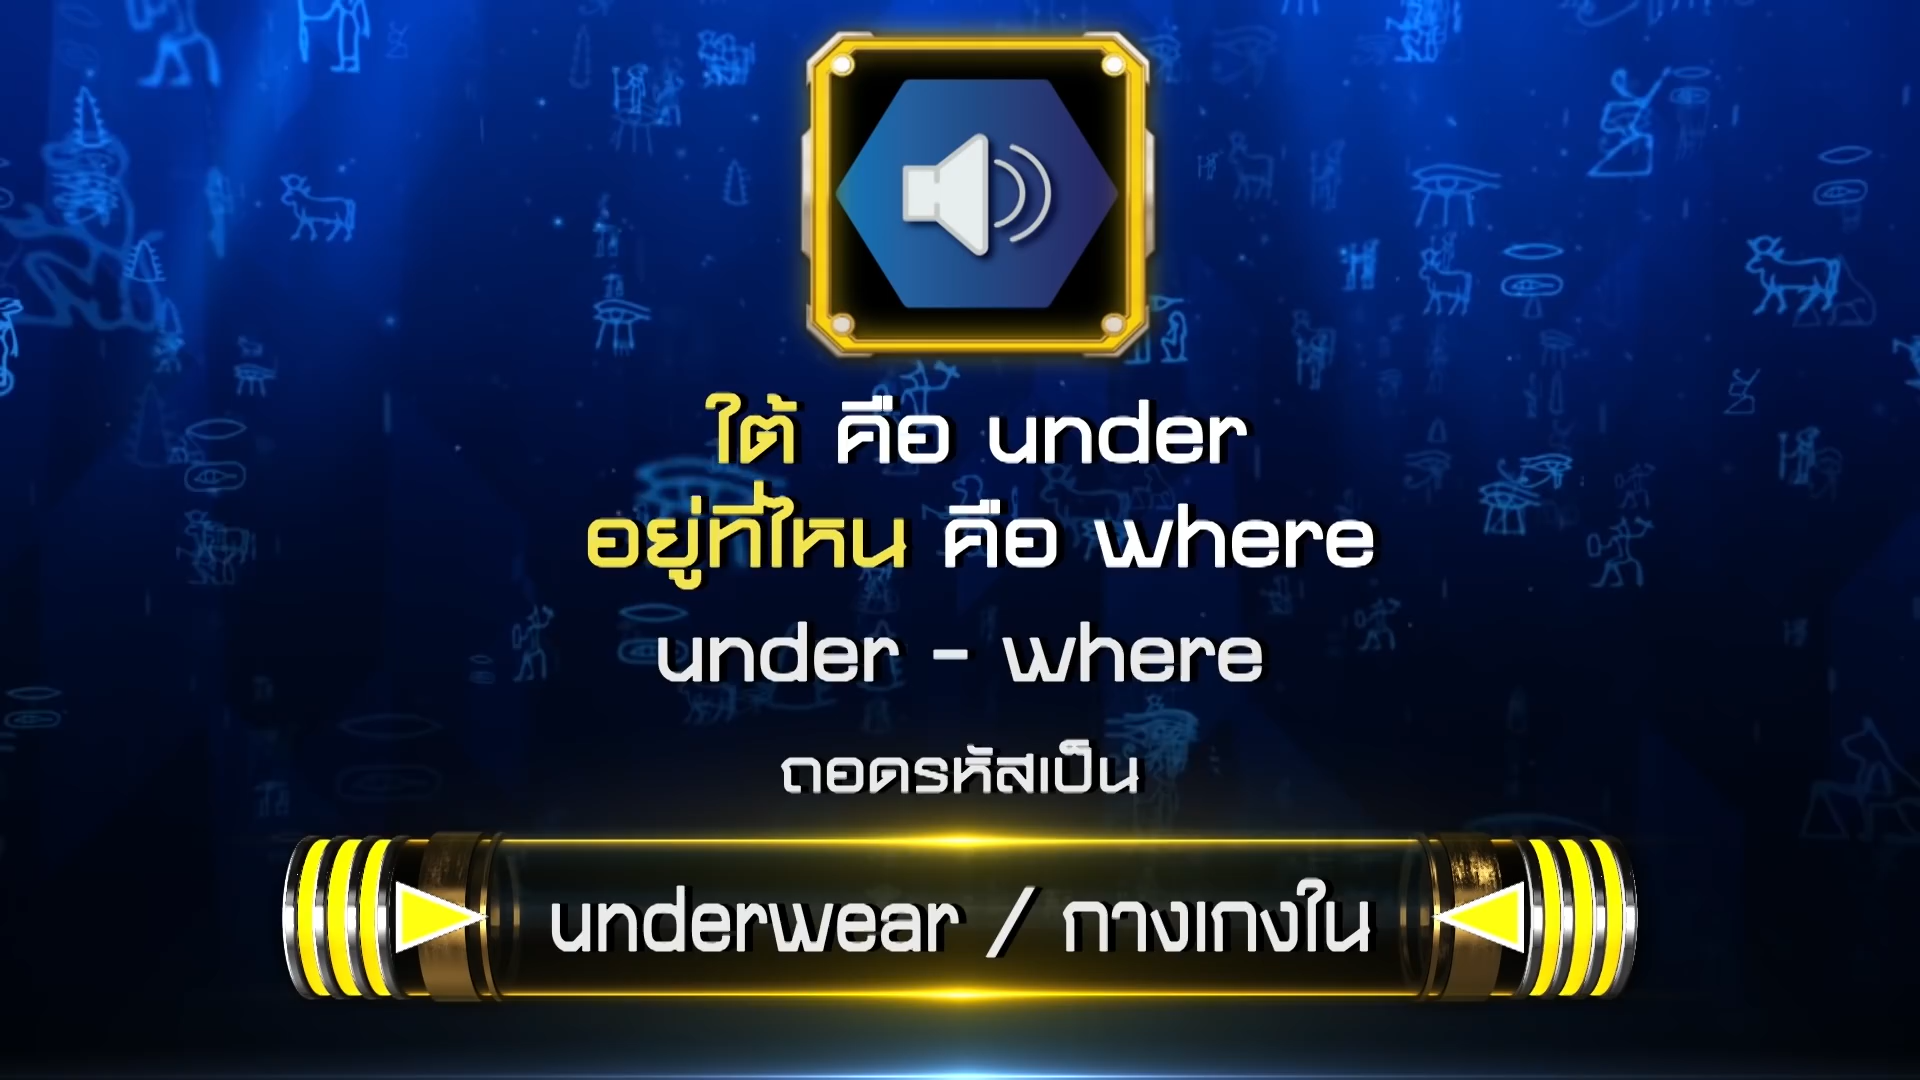 ใต้ คือ under
อยู่ที่ไหน คือ where
under - where
ถอดรหัสเป็น
underwear / กางเกงใน